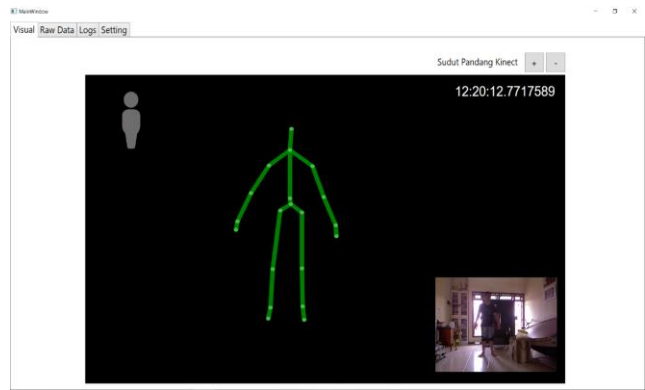 MainWindow
Visual Raw Data Logs Setting
Sudut Pandang Kinect + -
12:20:12.7717589